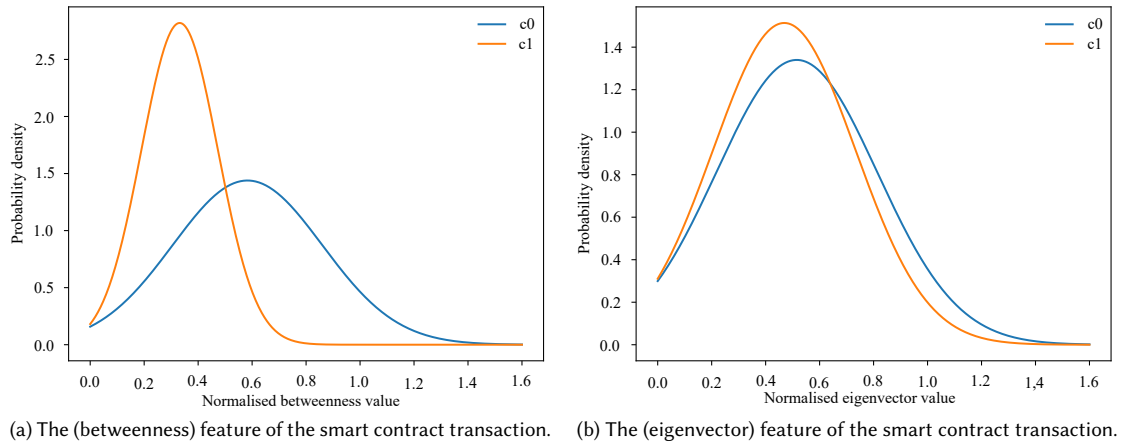 c0
c1
2.5
2.0
1.5
1.0
0.5
0.0
Probability density
0.0 0.2 0.4 0.6 0.8 1.0 1.2 1.4 1.6
Normalised betweenness value
(a) The (betweenness) feature of the smart contract transaction.
c0
c1
1.4
1.2
1.0
0.8
0.6
0.4
0.2
0.0
Probability density
0.0 0.2 0.4 0.6 0.8 1.0 1.2 1,4 1.6
Normalised eigenvector value
(b) The (eigenvector) feature of the smart contract transaction.